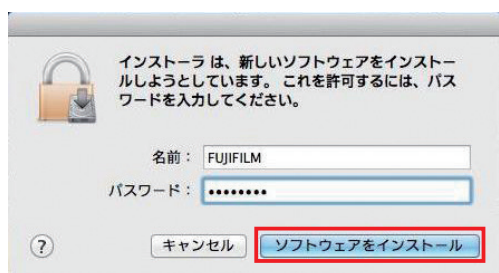 インストーラ は、新しいソフトウェアをインストー
ルしようとしています。 これを許可するには、パス
ワードを入力してください。
名前： FUJIFILM
パスワード： ••••••••
? キャンセル ソフトウェアをインストール